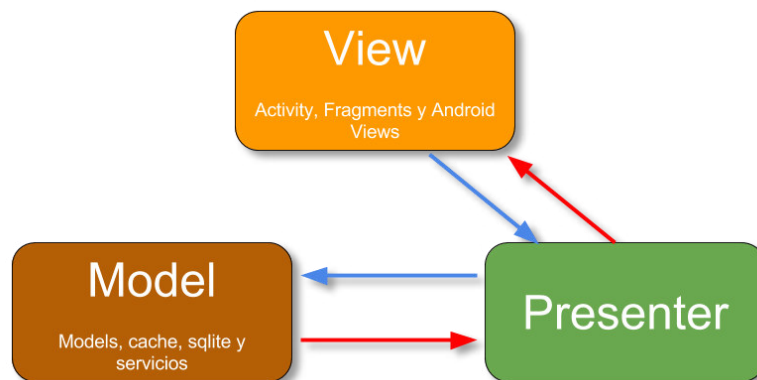 View
Activity, Fragments y Android
Views
Model
Models, cache, sqlite y
servicios
Presenter